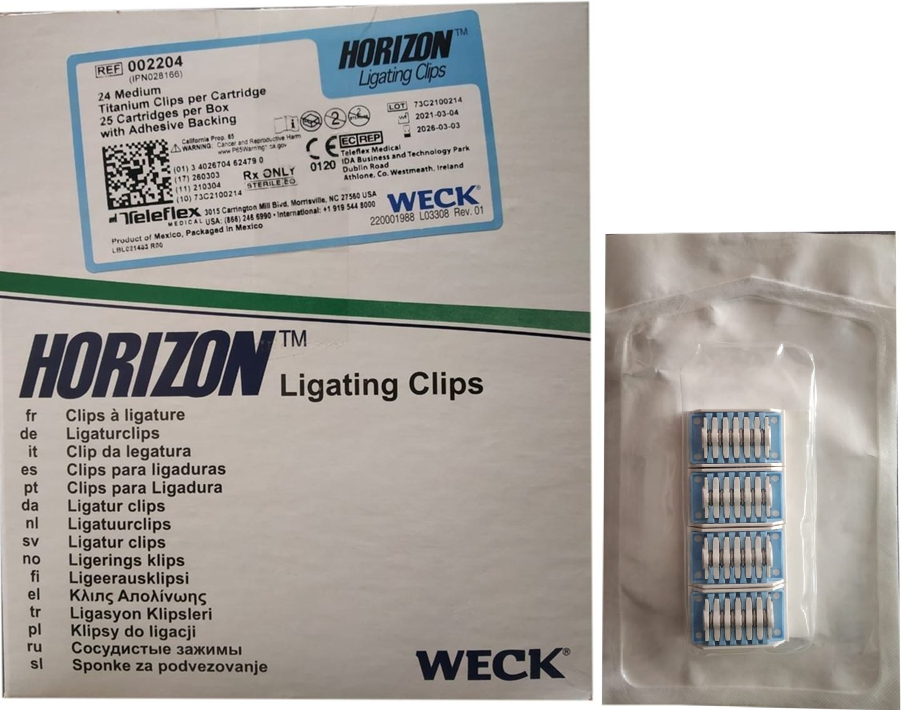 REF 002204
(IPN028166)
24 Medium
Titanium Clips per Cartridge
25 Cartridges per Box
with Adhesive Backing
HORIZON™
Ligating Clips
LOT 73C2100214
2021-03-04
2026-03-03
2
California Prop. 65
WARNING: Cancer and Reproductive Harm
www.P65Warnings.ca.gov
(01) 3 4026704 62479 0
(17) 260303
(11) 210304
(10) 73C2100214
Rx ONLY
STERILE EO
CE 0120
EC REP
Teleflex Medical
IDA Business and Technology Park
Dublin Road
Athlone, Co. Westmeath, Ireland
Teleflex
MEDICAL
3015 Carrington Mill Blvd, Morrisville, NC 27560 USA
USA: (866) 246 6990 • International: +1 919 544 8000
WECK®
220001988 L03308 Rev. 01
Product of Mexico, Packaged in Mexico
HORIZON™ Ligating Clips
fr Clips à ligature
de Ligaturclips
it Clip da legatura
es Clips para ligaduras
pt Clips para Ligadura
da Ligatur clips
nl Ligatuurclips
sv Ligatur clips
no Ligerings klips
fi Ligeerausklipsi
el Κλιπς Απολίνωης
tr Ligasyon Klipsleri
pl Klipsy do ligacji
ru Сосудистые зажимы
sl Sponke za podvezovanje
WECK®